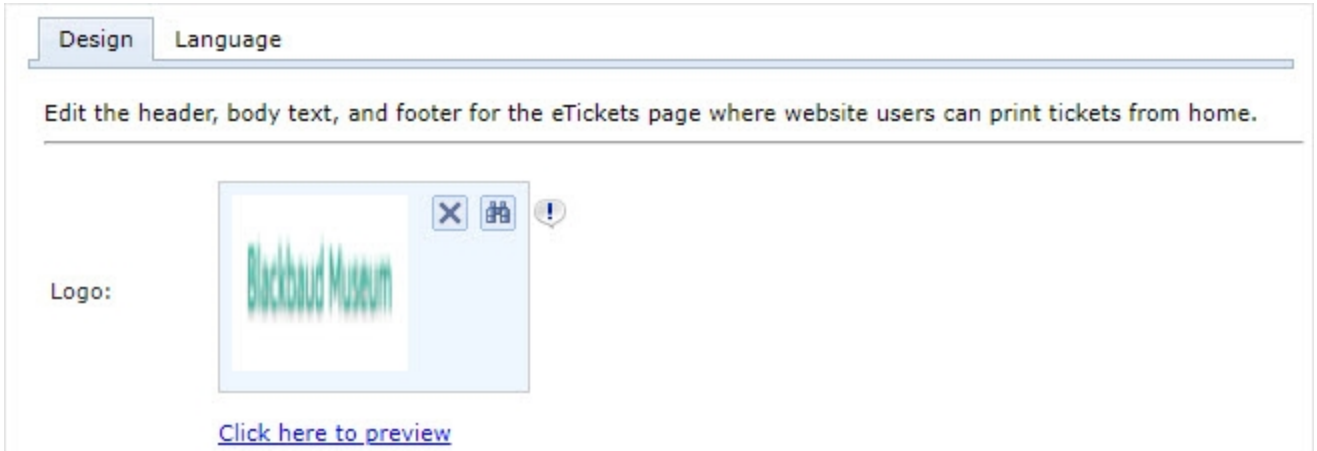 Design Language
Edit the header, body text, and footer for the eTickets page where website users can print tickets from home.
Logo:
Blackbaud Museum
Click here to preview